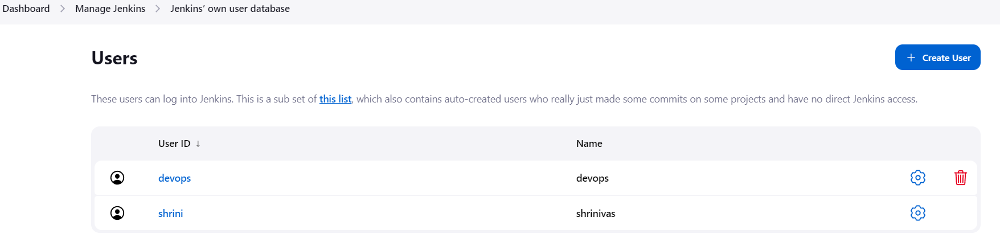 Dashboard > Manage Jenkins > Jenkins’ own user database
Users
+ Create User
These users can log into Jenkins. This is a sub set of this list, which also contains auto-created users who really just made some commits on some projects and have no direct Jenkins access.
User ID ↓ Name
devops devops
shrini shrinivas